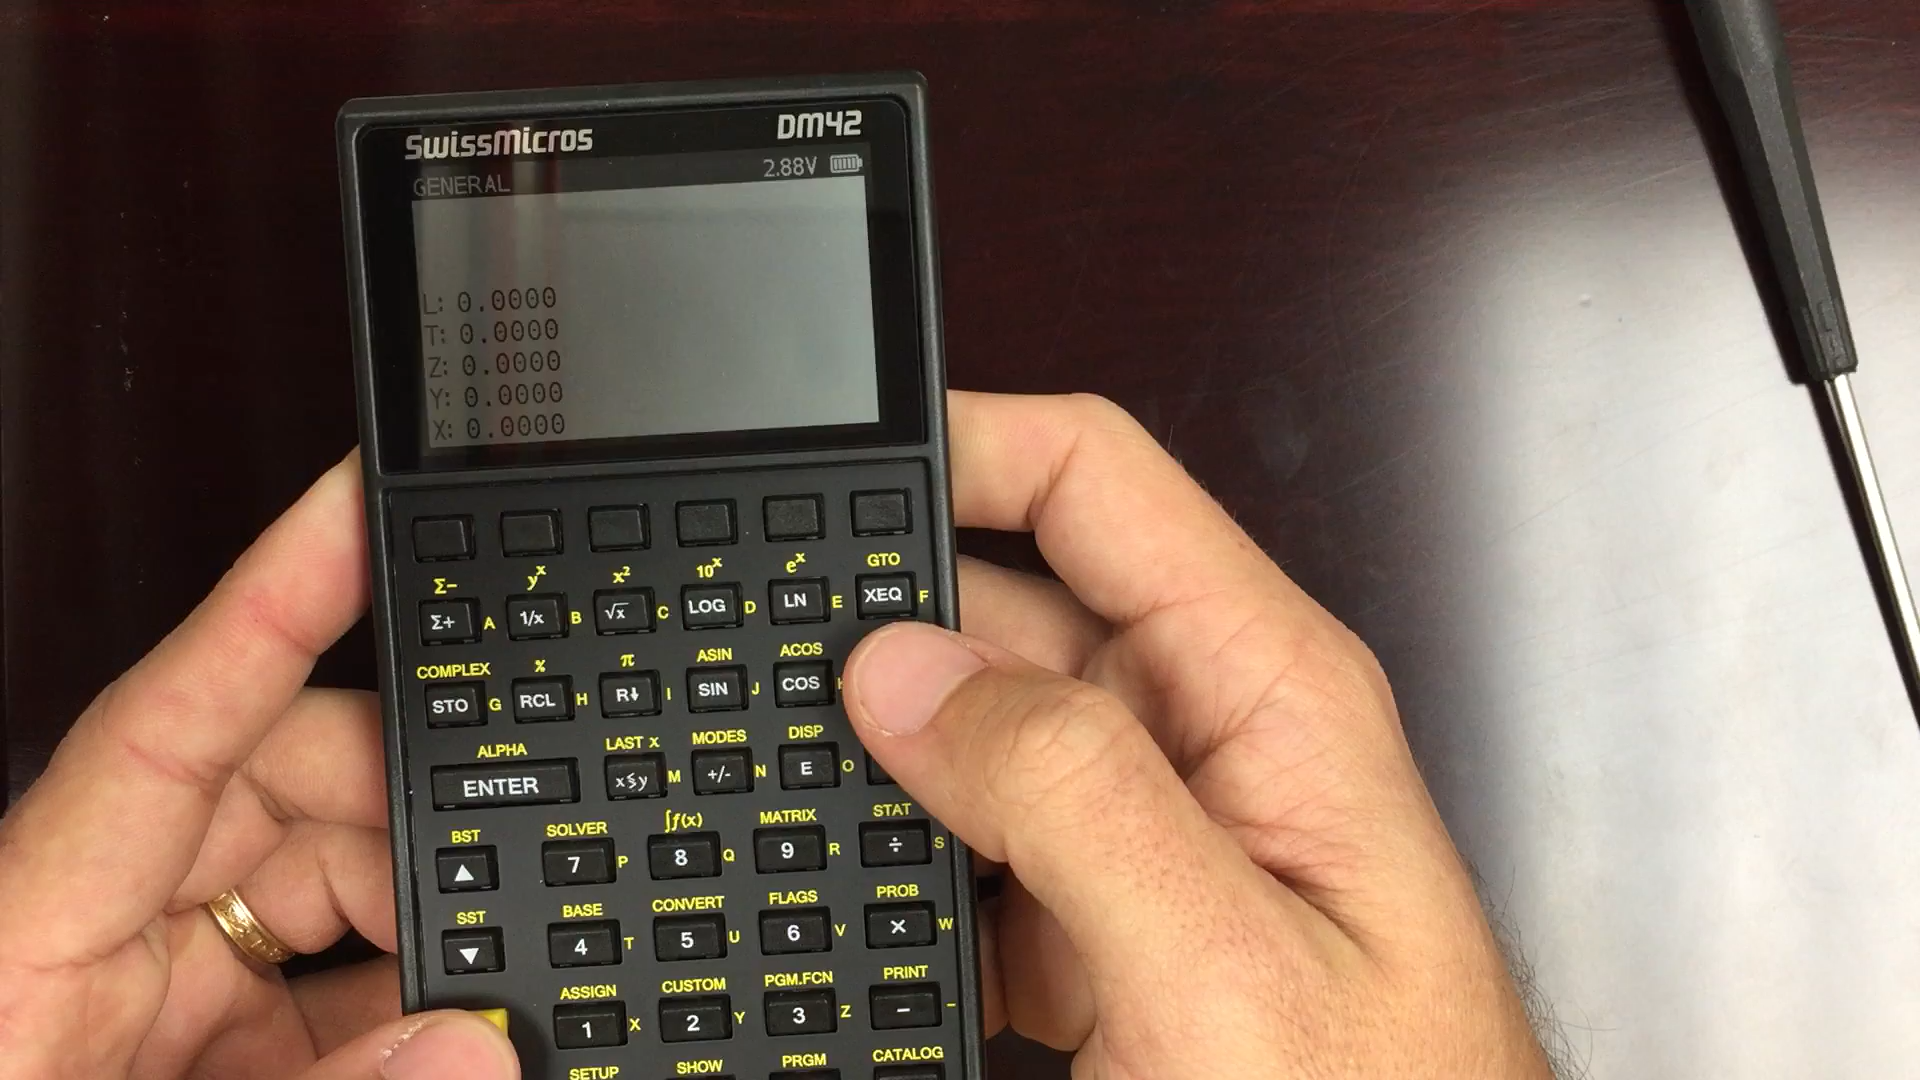 SwissMicros DM42
GENERAL 2.88V
L: 0.0000
T: 0.0000
Z: 0.0000
Y: 0.0000
X: 0.0000
Σ− yˣ x² 10ˣ eˣ GTO
Σ+ A 1/x B √x C LOG D LN E XEQ F
COMPLEX % π ASIN ACOS
STO G RCL H R↓ I SIN J COS
ALPHA LAST x MODES DISP
ENTER x≶y M +/- N E O
BST SOLVER ∫f(x) MATRIX STAT
▲ 7 P 8 Q 9 R ÷ S
SST BASE CONVERT FLAGS PROB
▼ 4 T 5 U 6 V × W
ASSIGN CUSTOM PGM.FCN PRINT
1 X 2 Y 3 Z − −
SETUP SHOW PRGM CATALOG